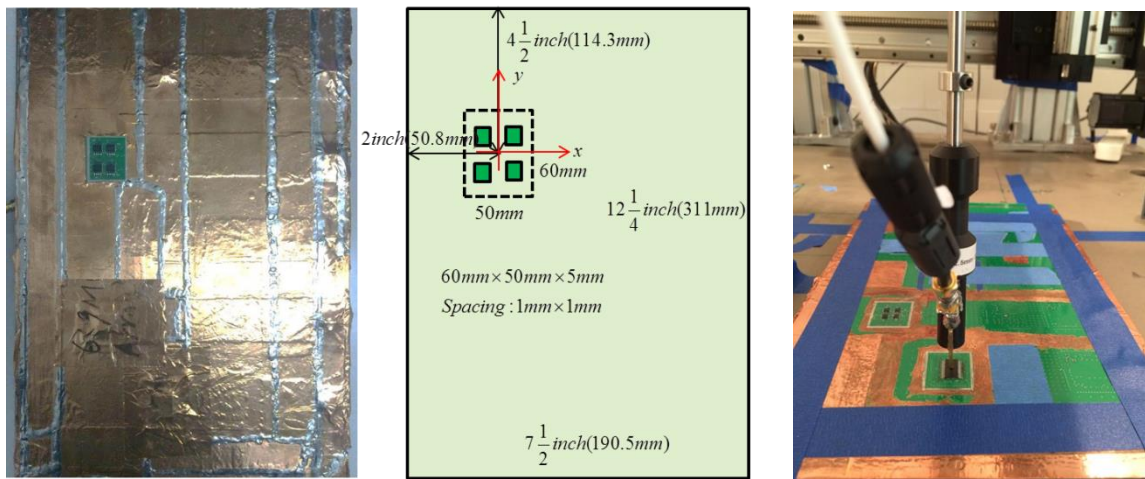 4 1/2 inch(114.3mm)
y
2inch(50.8mm)
x
60mm
50mm
12 1/4 inch(311mm)
60mm×50mm×5mm
Spacing:1mm×1mm
7 1/2 inch(190.5mm)